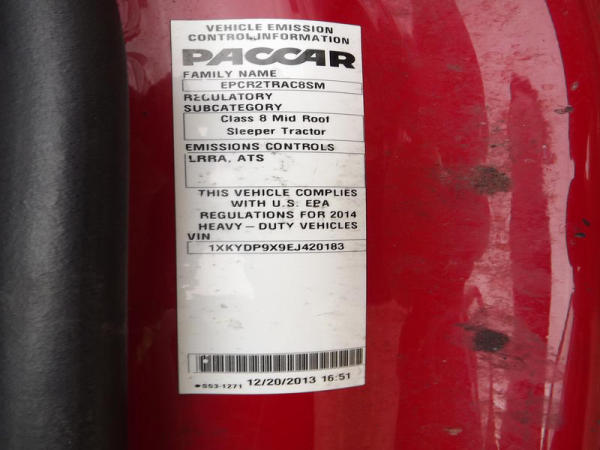 VEHICLE EMISSION
CONTROL INFORMATION
PACCAR
FAMILY NAME
EPCR2TRAC8SM
REGULATORY
SUBCATEGORY
Class 8 Mid Roof
Sleeper Tractor
EMISSIONS CONTROLS
LRRA, ATS
THIS VEHICLE COMPLIES
WITH U.S. EPA
REGULATIONS FOR 2014
HEAVY-DUTY VEHICLES
VIN
1XKYDP9X9EJ420183
S53-1271 12/20/2013 16:51